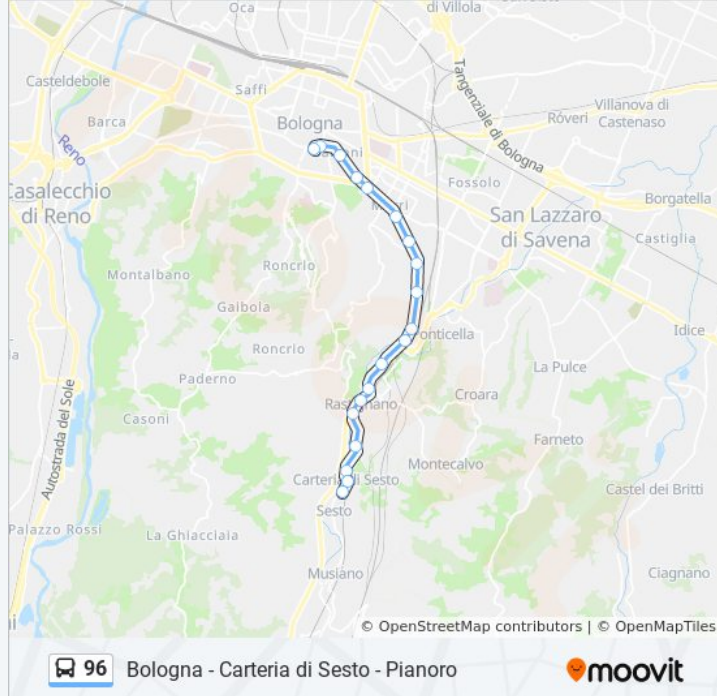 Oca
di Villola
Casteldebole
Saffi
Tangenziale di Bologna
Villanova di
Castenaso
Barca
Bologna
Róveri
Reno
Fossolo
Casalecchio
di Reno
Borgatella
San Lazzaro
di Savena
Castiglia
Montalbano
Roncrio
Gaibola
Idice
Ponticella
Roncrio
La Pulce
Paderno
Autostrada del Sole
Croara
Casoni
Rastignano
Farneto
Montecalvo
Carteria di Sesto
Castel dei Britti
Sesto
Palazzo Rossi
La Ghiacciaia
Musiano
Ciagnano
© OpenStreetMap contributors | © OpenMapTiles
96 Bologna - Carteria di Sesto - Pianoro
moovit